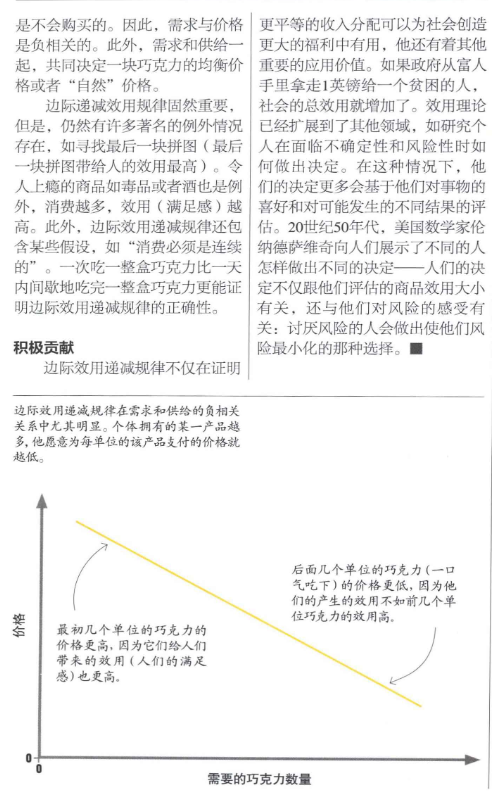 是不会购买的。因此，需求与价格
是负相关的。此外，需求和供给一
起，共同决定一块巧克力的均衡价
格或者“自然”价格。
边际递减效用规律固然重要，
但是，仍然有许多著名的例外情况
存在，如寻找最后一块拼图（最后
一块拼图带给人的效用最高）。令
人上瘾的商品如毒品或者酒也是例
外，消费越多，效用（满足感）越
高。此外，边际效用递减规律还包
含某些假设，如“消费必须是连续
的”。一次吃一整盒巧克力比一天
内间歇地吃完一整盒巧克力更能证
明边际效用递减规律的正确性。
积极贡献
边际效用递减规律不仅在证明
更平等的收入分配可以为社会创造
更大的福利中有用，他还有着其他
重要的应用价值。如果政府从富人
手里拿走1英镑给一个贫困的人，
社会的总效用就增加了。效用理论
已经扩展到了其他领域，如研究个
人在面临不确定性和风险性时如
何做出决定。在这种情况下，他
们的决定更多会基于他们对事物的
喜好和对可能发生的不同结果的评
估。20世纪50年代，美国数学家伦
纳德萨维奇向人们展示了不同的人
怎样做出不同的决定——人们的决
定不仅跟他们评估的商品效用大小
有关，还与他们对风险的感受有
关：讨厌风险的人会做出使他们风
险最小化的那种选择。■
边际效用递减规律在需求和供给的负相关
关系中尤其明显。个体拥有的某一产品越
多，他愿意为每单位的该产品支付的价格就
越低。
价格
最初几个单位的巧克力的
价格更高，因为它们给人们
带来的效用（人们的满足
感）也更高。
后面几个单位的巧克力（一口
气吃下）的价格更低，因为他
们的产生的效用不如前几个单
位巧克力的效用高。
0
0
需要的巧克力数量